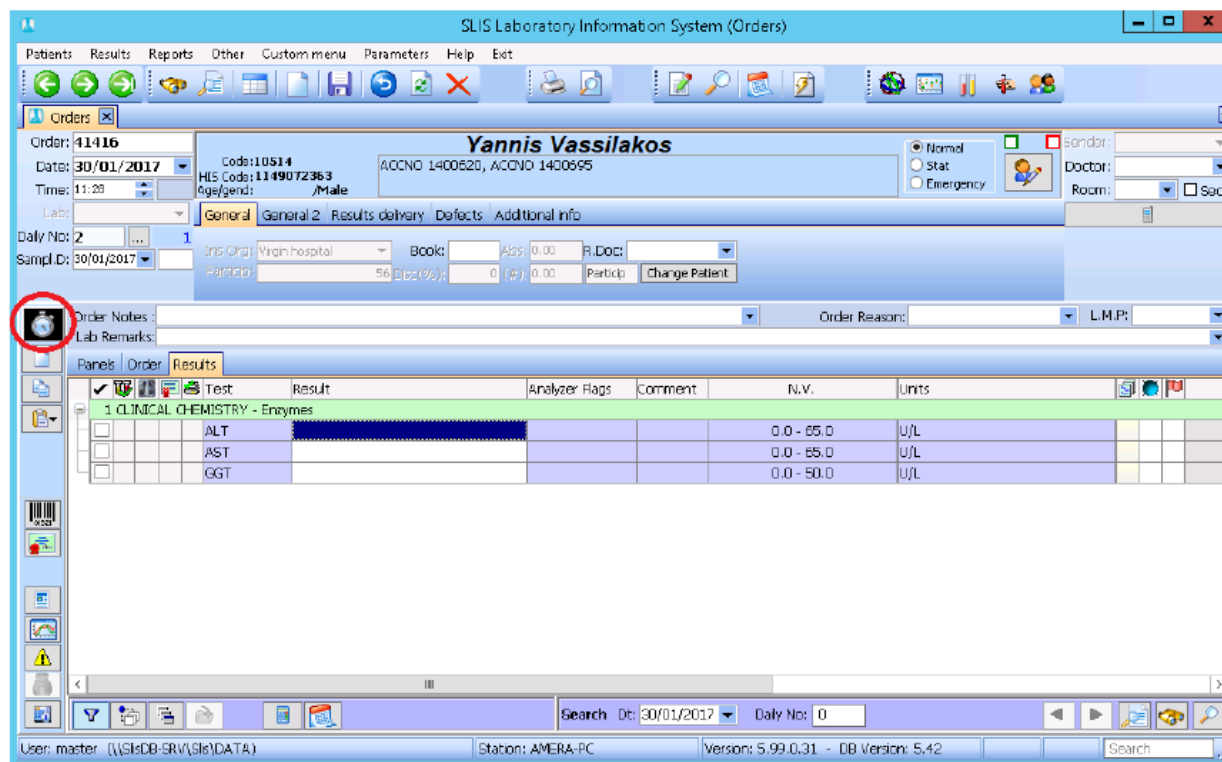 SLIS Laboratory Information System (Orders)
Patients Results Reports Other Custom menu Parameters Help Exit
Orders
Order: 41416
Yannis Vassilakos
Normal
Sender:
Date: 30/01/2017
Code:10514
ACCNO 1400620, ACCNO 1400695
Stat
Doctor:
HIS Code:1149072363
Time: 11:28
Age/gend: /Male
Emergency
Room:
Lab:
General General 2 Results delivery Defects Additional info
Daily No: 2 ... 1
Ins Org: Virgin hospital Book: Abs: 0.00 R.Doc:
Sampl.D: 30/01/2017
Particip: 56 Disc(%): 0 0.00 Particip Change Patient
Order Notes : Order Reason: L.M.P:
Lab Remarks:
Panels Order Results
Test Result Analyzer Flags Comment N.V. Units
1 CLINICAL CHEMISTRY - Enzymes
ALT 0.0 - 65.0 U/L
AST 0.0 - 65.0 U/L
GGT 0.0 - 50.0 U/L
Search Dt: 30/01/2017 Daily No: 0
User: master (\\SlisDB-SRV\Slis\DATA) Station: AMERA-PC Version: 5.99.0.31 - DB Version: 5.42 Search